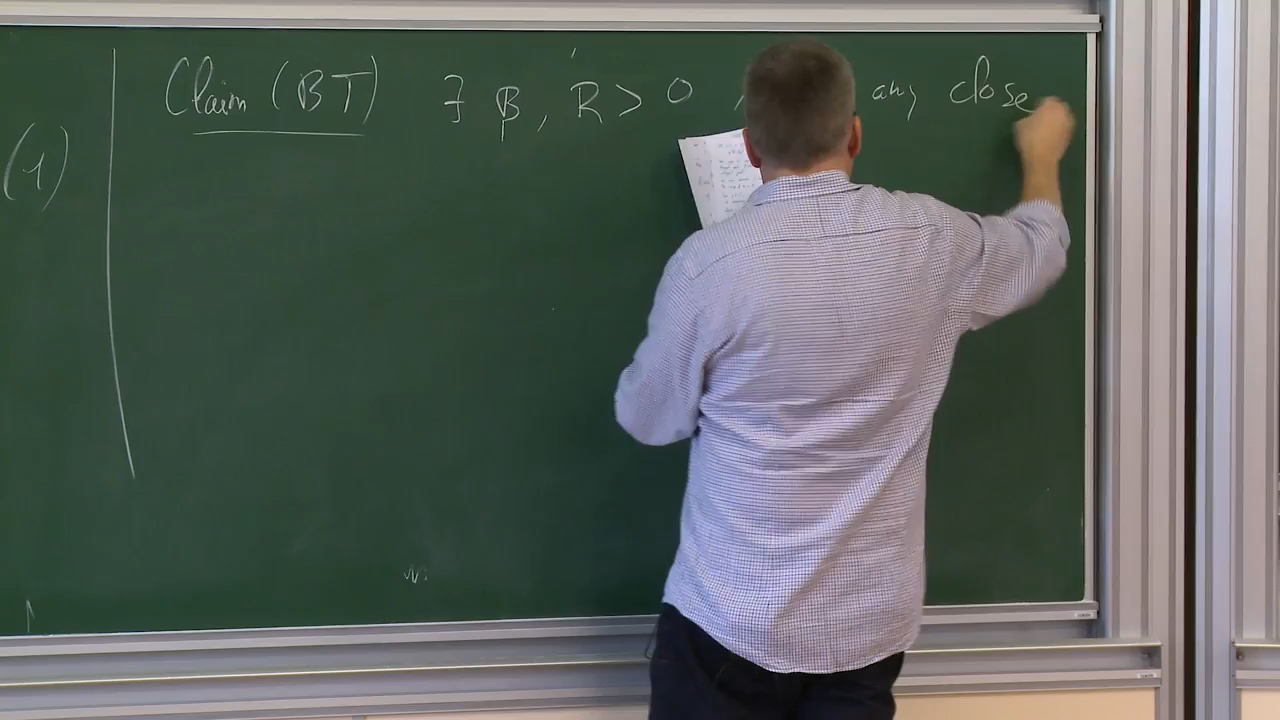 Claim (BT) ∃ β, R > 0, any close
(1)